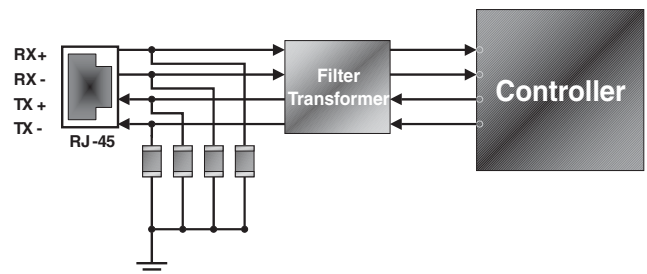 RX+
RX -
TX +
TX -
RJ-45
Filter
Transformer
Controller